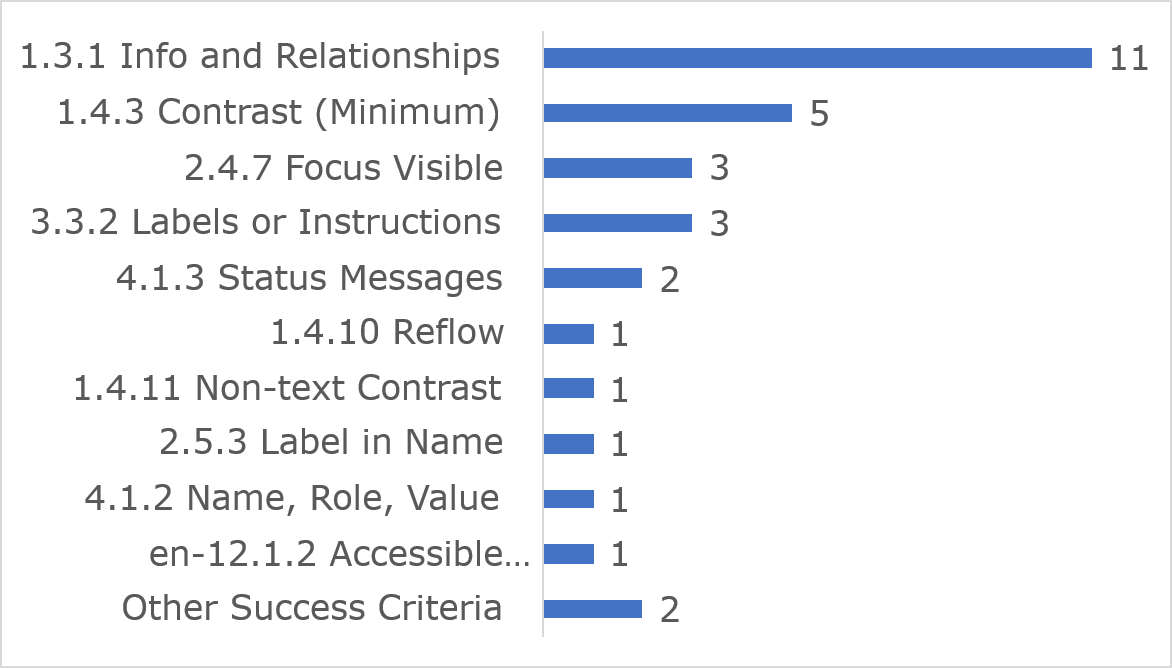 1.3.1 Info and Relationships 11
1.4.3 Contrast (Minimum) 5
2.4.7 Focus Visible 3
3.3.2 Labels or Instructions 3
4.1.3 Status Messages 2
1.4.10 Reflow 1
1.4.11 Non-text Contrast 1
2.5.3 Label in Name 1
4.1.2 Name, Role, Value 1
en-12.1.2 Accessible... 1
Other Success Criteria 2